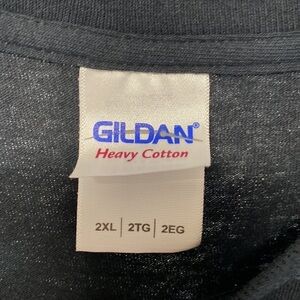 GILDAN®
Heavy Cotton
2XL | 2TG | 2EG